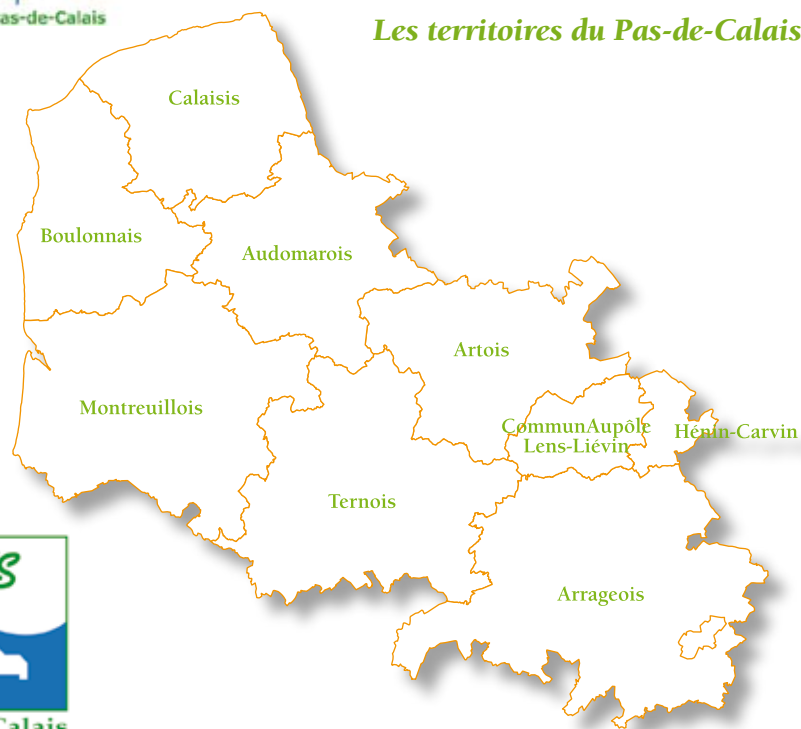 as-de-Calais
Les territoires du Pas-de-Calais
Calaisis
Boulonnais
Audomarois
Artois
Montreuillois
CommunAupôle
Lens-Liévin
Hénin-Carvin
Ternois
Arrageois
S
Calais